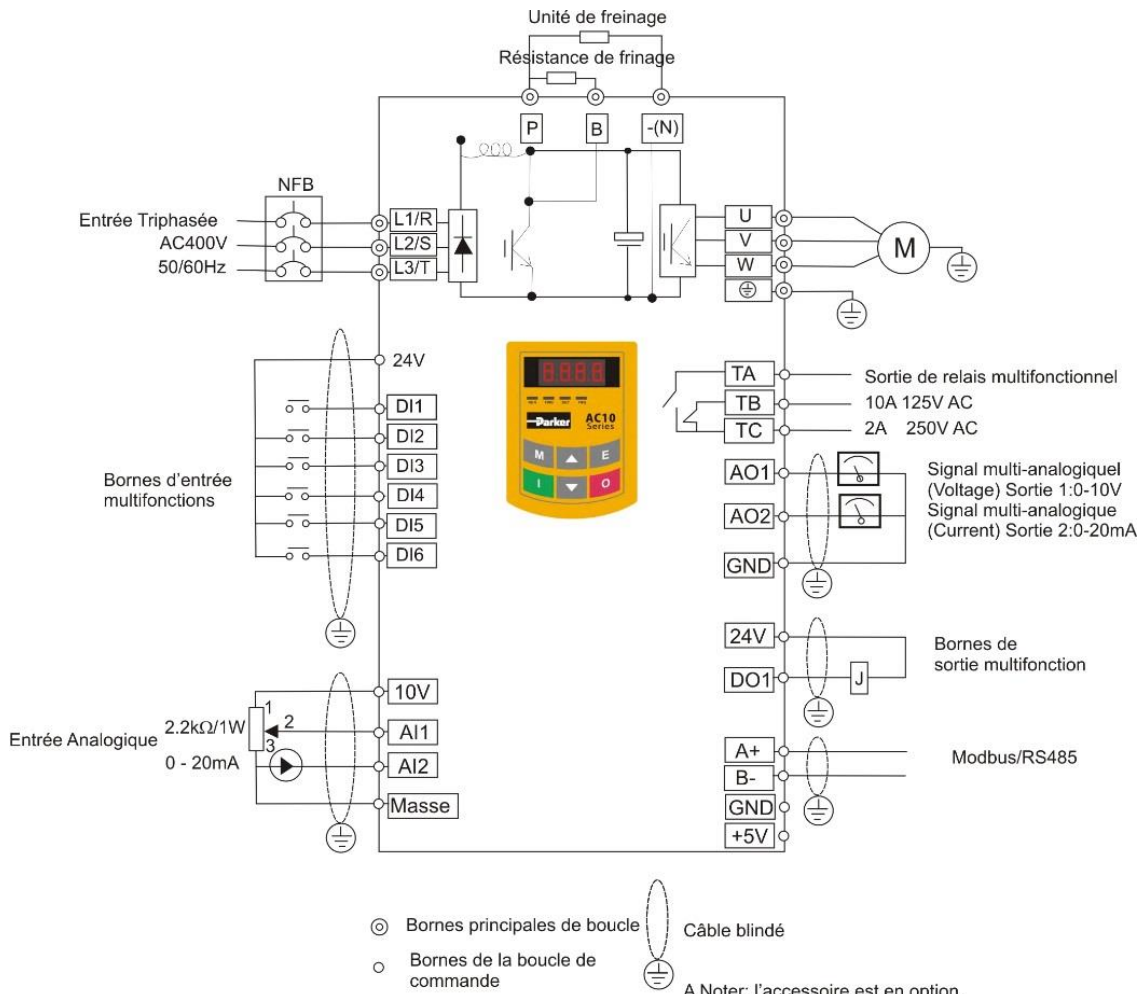 Unité de freinage
Résistance de frinage
P
B
-(N)
NFB
Entrée Triphasée
AC400V
50/60Hz
L1/R
L2/S
L3/T
U
V
W
M
24V
DI1
DI2
DI3
DI4
DI5
DI6
Bornes d'entrée
multifonctions
8.8.8.8
Parker
AC10
Series
M
E
I
O
TA
TB
TC
Sortie de relais multifonctionnel
10A 125V AC
2A 250V AC
AO1
AO2
GND
Signal multi-analogiquel
(Voltage) Sortie 1:0-10V
Signal multi-analogique
(Current) Sortie 2:0-20mA
24V
DO1
J
Bornes de
sortie multifonction
Entrée Analogique
2.2kΩ/1W
0 - 20mA
1
2
3
10V
AI1
AI2
Masse
A+
B-
GND
+5V
Modbus/RS485
Bornes principales de boucle
Câble blindé
Bornes de la boucle de
commande
A Noter: l'accessoire est en option